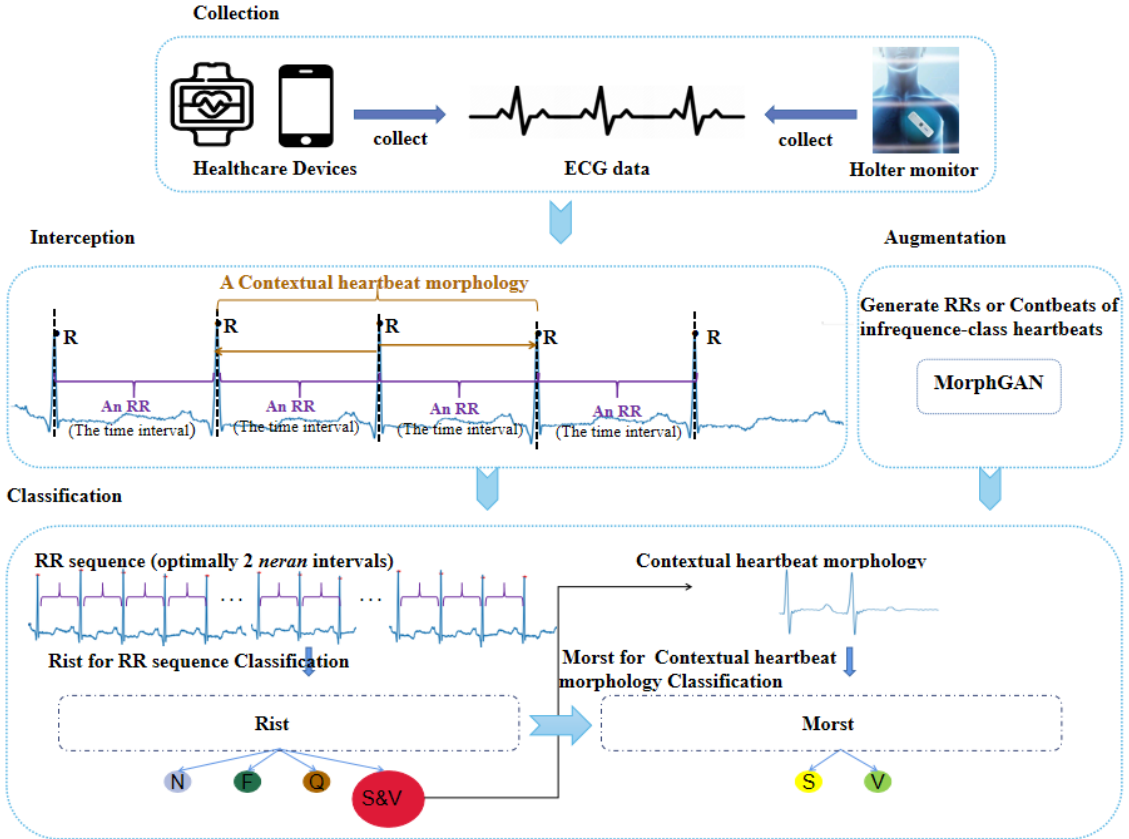 Collection
collect
collect
Healthcare Devices
ECG data
Holter monitor
Interception
Augmentation
A Contextual heartbeat morphology
R
R
R
R
R
An RR
(The time interval)
An RR
(The time interval)
An RR
(The time interval)
An RR
(The time interval)
Generate RRs or Contbeats of
infrequence-class heartbeats
MorphGAN
Classification
RR sequence (optimally 2 neran intervals)
...
...
Rist for RR sequence Classification
Rist
N
F
Q
S&V
Contextual heartbeat morphology
Morst for Contextual heartbeat
morphology Classification
Morst
S
V